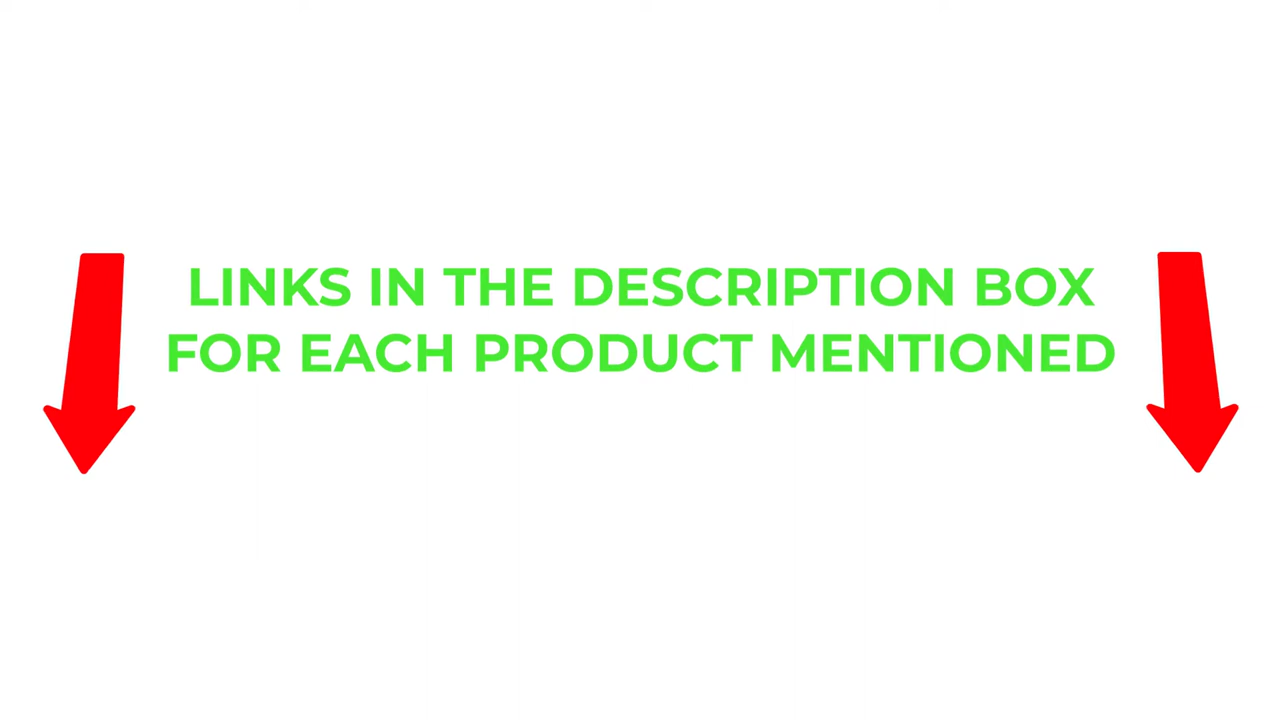 LINKS IN THE DESCRIPTION BOX
FOR EACH PRODUCT MENTIONED